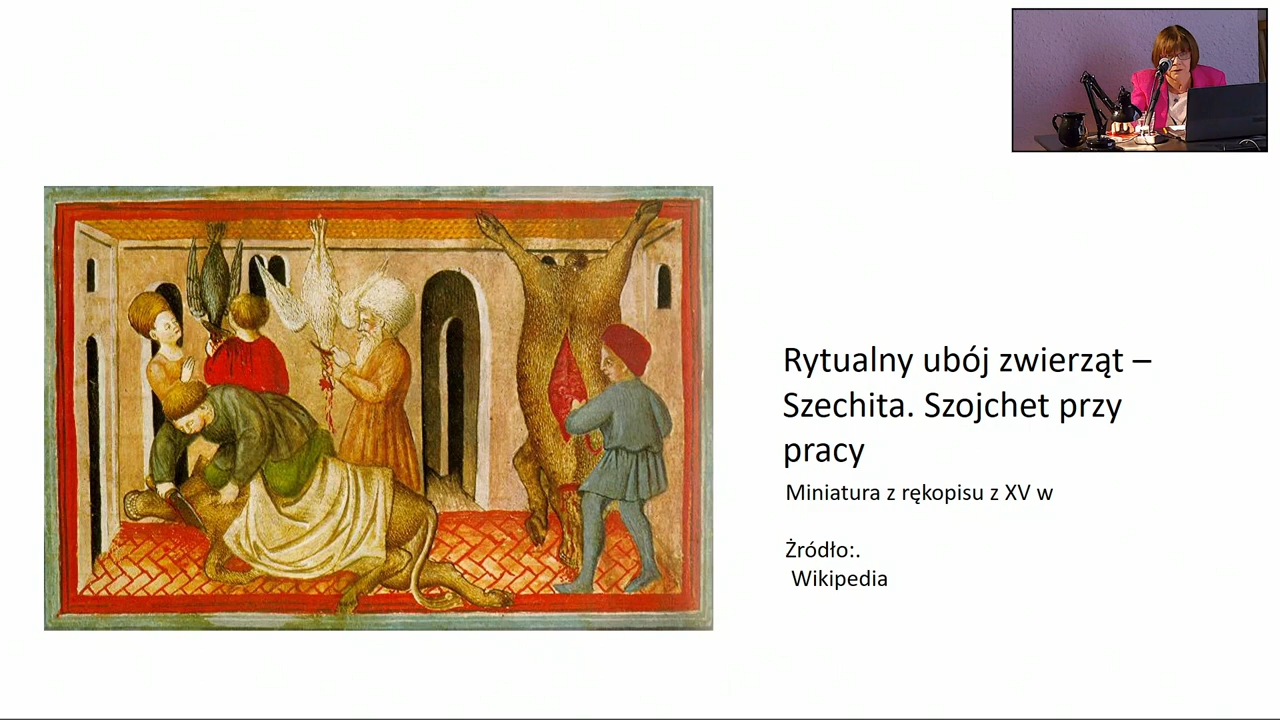 Rytualny ubój zwierząt –
Szechita. Szojchet przy
pracy
Miniatura z rękopisu z XV w
Żródło:.
Wikipedia